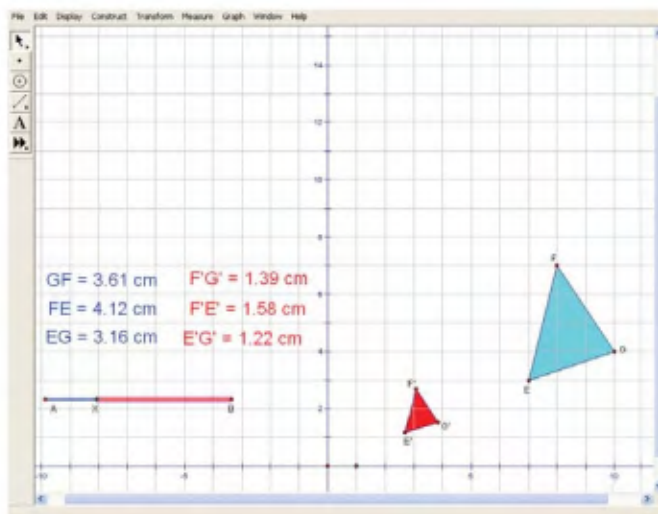 File Edit Display Construct Transform Measure Graph Window Help
A
14
12
10
8
F
GF = 3.61 cm F'G' = 1.39 cm
6
FE = 4.12 cm F'E' = 1.58 cm
EG = 3.16 cm E'G' = 1.22 cm
4
G
E
F'
A X B
2
G'
E'
-10 -5 5 10